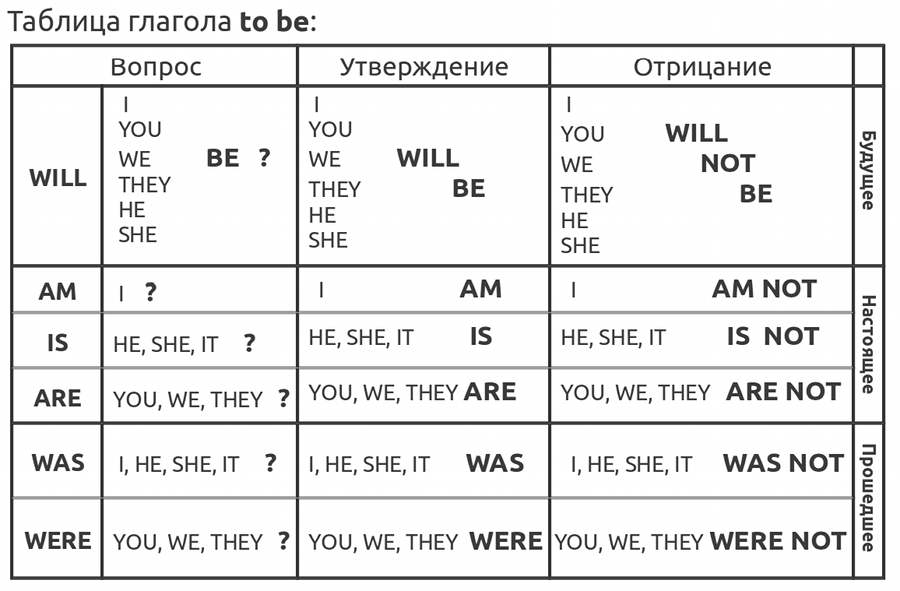 Таблица глагола to be:
Вопрос Утверждение Отрицание
WILL
I
YOU
WE BE ?
THEY
HE
SHE
I
YOU
WE WILL
THEY BE
HE
SHE
I
YOU WILL
WE NOT
THEY BE
HE
SHE
Будущее
AM I ? I AM I AM NOT
IS HE, SHE, IT ? HE, SHE, IT IS HE, SHE, IT IS NOT
ARE YOU, WE, THEY ? YOU, WE, THEY ARE YOU, WE, THEY ARE NOT
Настоящее
WAS I, HE, SHE, IT ? I, HE, SHE, IT WAS I, HE, SHE, IT WAS NOT
WERE YOU, WE, THEY ? YOU, WE, THEY WERE YOU, WE, THEY WERE NOT
Прошедшее